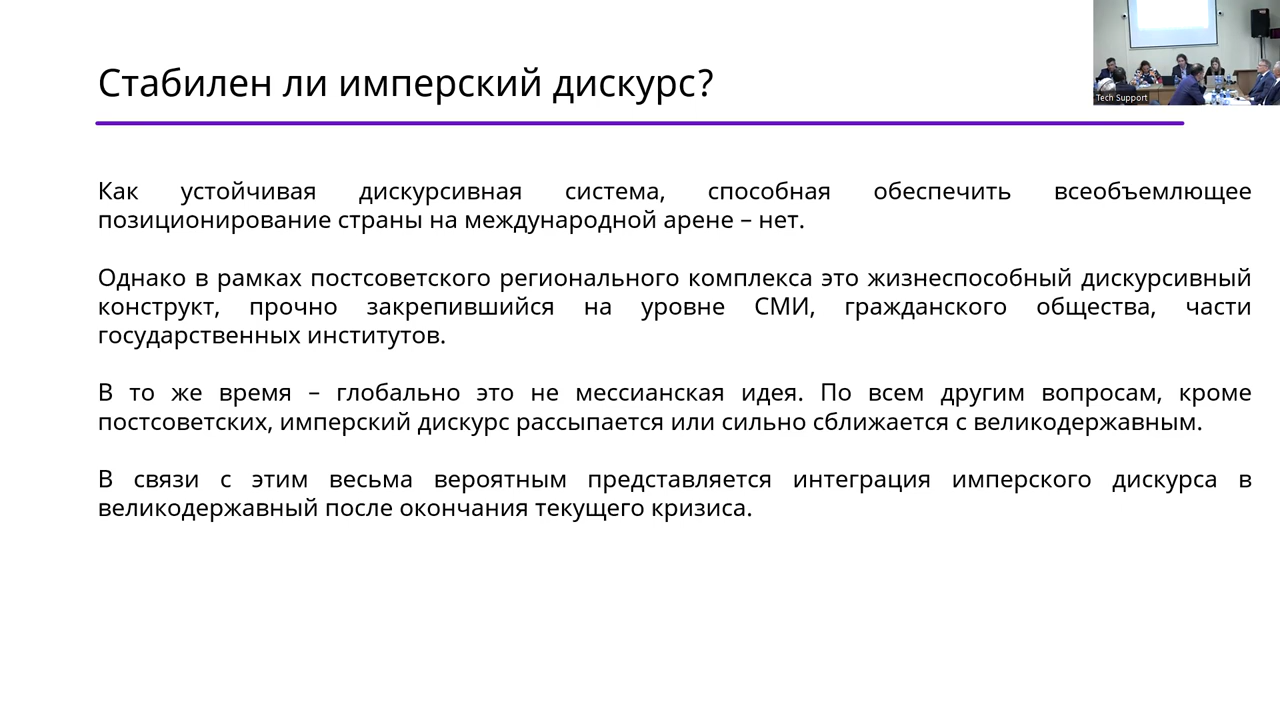 Стабилен ли имперский дискурс?
Tech Support
Как устойчивая дискурсивная система, способная обеспечить всеобъемлющее
позиционирование страны на международной арене – нет.
Однако в рамках постсоветского регионального комплекса это жизнеспособный дискурсивный
конструкт, прочно закрепившийся на уровне СМИ, гражданского общества, части
государственных институтов.
В то же время – глобально это не мессианская идея. По всем другим вопросам, кроме
постсоветских, имперский дискурс рассыпается или сильно сближается с великодержавным.
В связи с этим весьма вероятным представляется интеграция имперского дискурса в
великодержавный после окончания текущего кризиса.